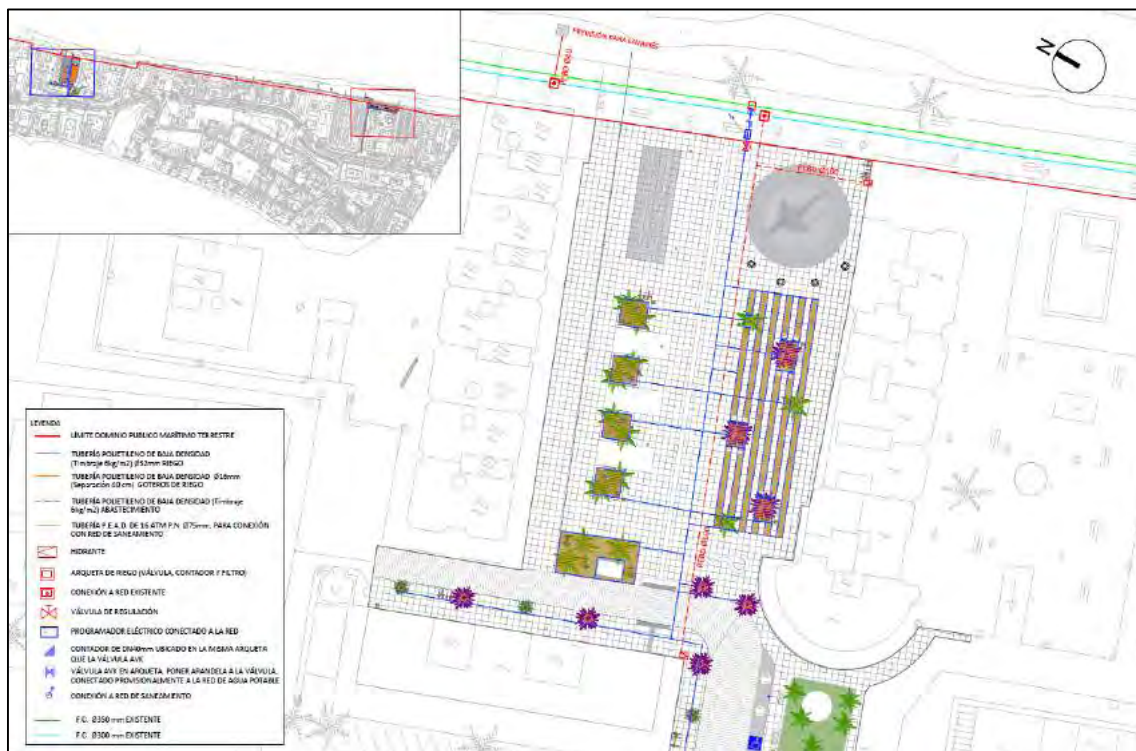 PREVISIÓN PARA LAVAPIÉS
N
LEYENDA
LÍMITE DOMINIO PUBLICO MARÍTIMO TERRESTRE
TUBERÍA POLIETILENO DE BAJA DENSIDAD
(Timbraje 6kg/m2) Ø32mm RIEGO
TUBERÍA POLIETILENO DE BAJA DENSIDAD Ø16mm
(Separación 40 cm) GOTEROS DE RIEGO
TUBERÍA POLIETILENO DE BAJA DENSIDAD (Timbraje
6kg/m2) ABASTECIMIENTO
TUBERÍA P.E.A.D. DE 16 ATM P.N. Ø75mm, PARA CONEXIÓN
CON RED DE SANEAMIENTO
HIDRANTE
ARQUETA DE RIEGO (VÁLVULA, CONTADOR Y FILTRO)
CONEXIÓN A RED EXISTENTE
VÁLVULA DE REGULACIÓN
PROGRAMADOR ELÉCTRICO CONECTADO A LA RED
CONTADOR DE DN40mm UBICADO EN LA MISMA ARQUETA
QUE LA VÁLVULA AVK
VÁLVULA AVK EN ARQUETA, PONER ARANDELA A LA VÁLVULA,
CONECTADO PROVISIONALMENTE A LA RED DE AGUA POTABLE
CONEXIÓN A RED DE SANEAMIENTO
F.C. Ø350 mm EXISTENTE
F.C. Ø300 mm EXISTENTE